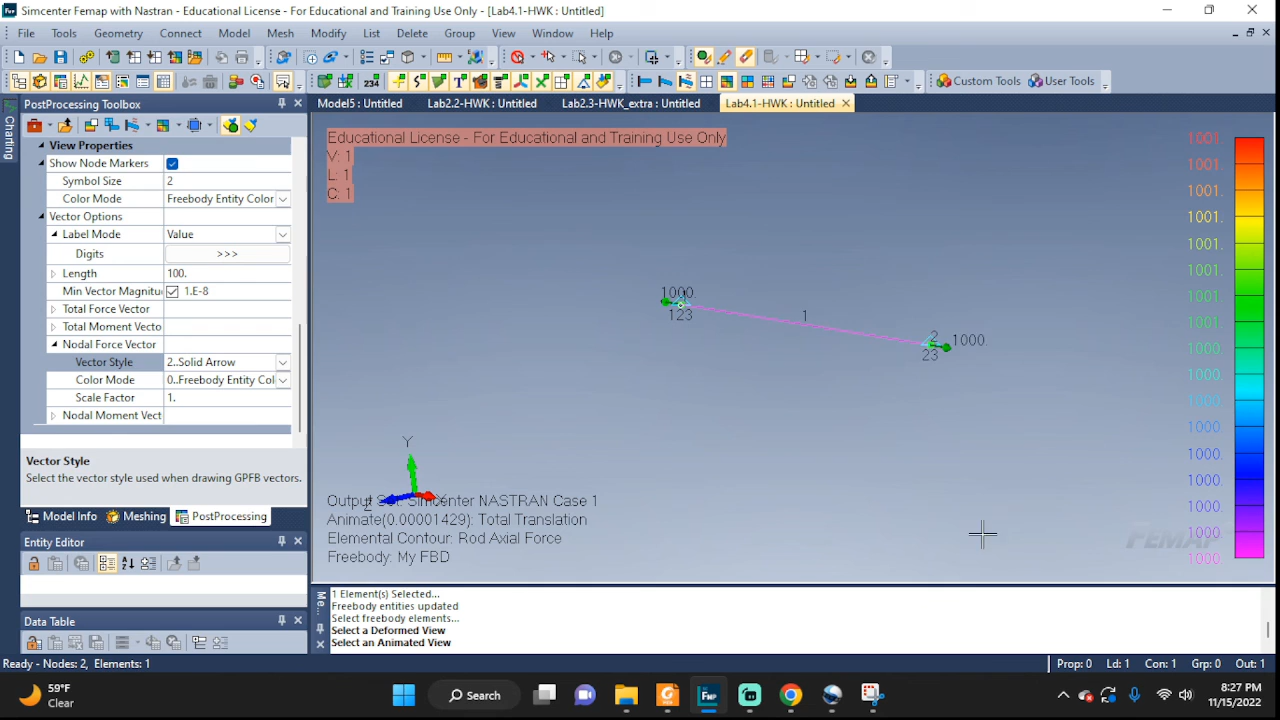 Simcenter Femap with Nastran - Educational License - For Educational and Training Use Only - [Lab4.1-HWK : Untitled]
File Tools Geometry Connect Model Mesh Modify List Delete Group View Window Help
234
Custom Tools User Tools
PostProcessing Toolbox
Charting
Model5 : Untitled Lab2.2-HWK : Untitled Lab2.3-HWK_extra : Untitled Lab4.1-HWK : Untitled
View Properties
Show Node Markers
Symbol Size 2
Color Mode Freebody Entity Color
Vector Options
Label Mode Value
Digits >>>
Length 100.
Min Vector Magnitu 1.E-8
Total Force Vector
Total Moment Vecto
Nodal Force Vector
Vector Style 2..Solid Arrow
Color Mode 0..Freebody Entity Col
Scale Factor 1.
Nodal Moment Vect
Vector Style
Select the vector style used when drawing GPFB vectors.
Model Info Meshing PostProcessing
Entity Editor
Data Table
Educational License - For Educational and Training Use Only
V: 1
L: 1
C: 1
1000
123
1
2
1000.
23
Y
Z
Output Set: Simcenter NASTRAN Case 1
Animate(0.00001429): Total Translation
Elemental Contour: Rod Axial Force
Freebody: My FBD
1001.
1001.
1001.
1001.
1001.
1001.
1001.
1001.
1000.
1000.
1000.
1000.
1000.
1000.
1000.
1000.
1000.
FEMAP
Me...
1 Element(s) Selected...
Freebody entities updated
Select freebody elements...
Select a Deformed View
Select an Animated View
Ready - Nodes: 2, Elements: 1
Prop: 0 Ld: 1 Con: 1 Grp: 0 Out: 1
59°F
Clear
Search
FMP
8:27 PM
11/15/2022